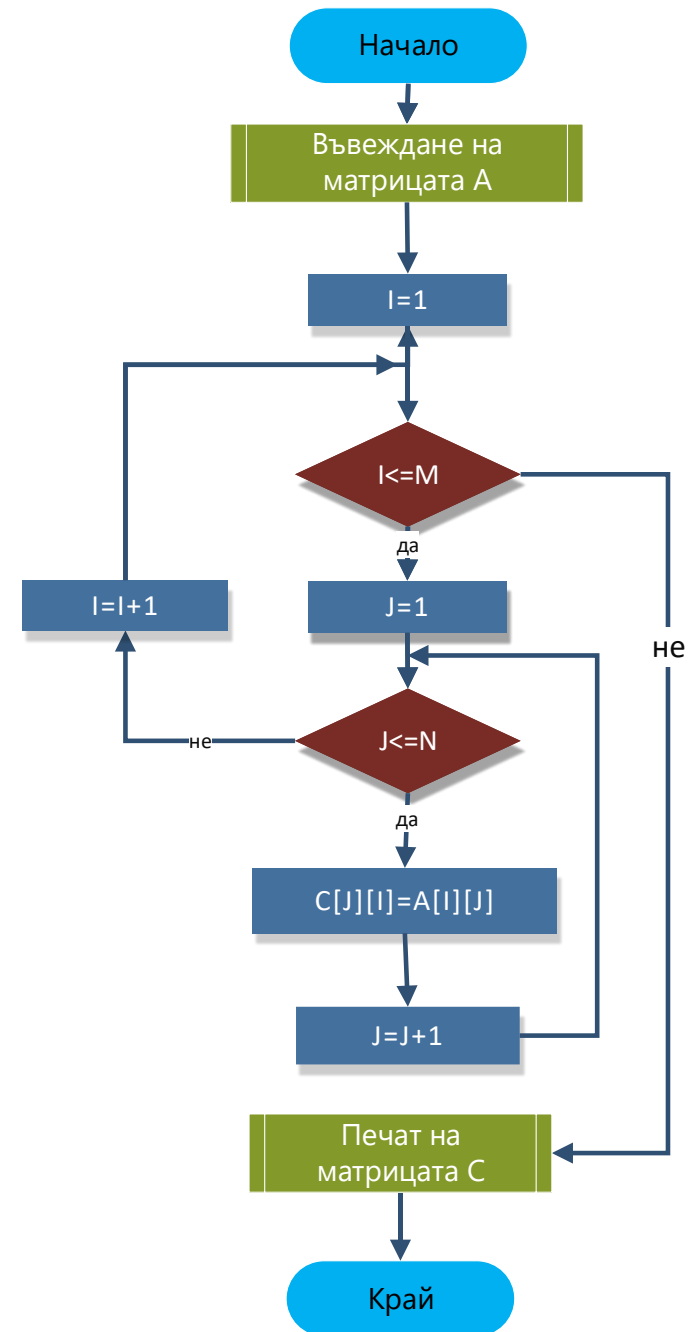 Начало
Въвеждане на
матрицата А
I=1
I<=M
да
I=I+1
J=1
не
J<=N
не
да
C[J][I]=A[I][J]
J=J+1
Печат на
матрицата С
Край